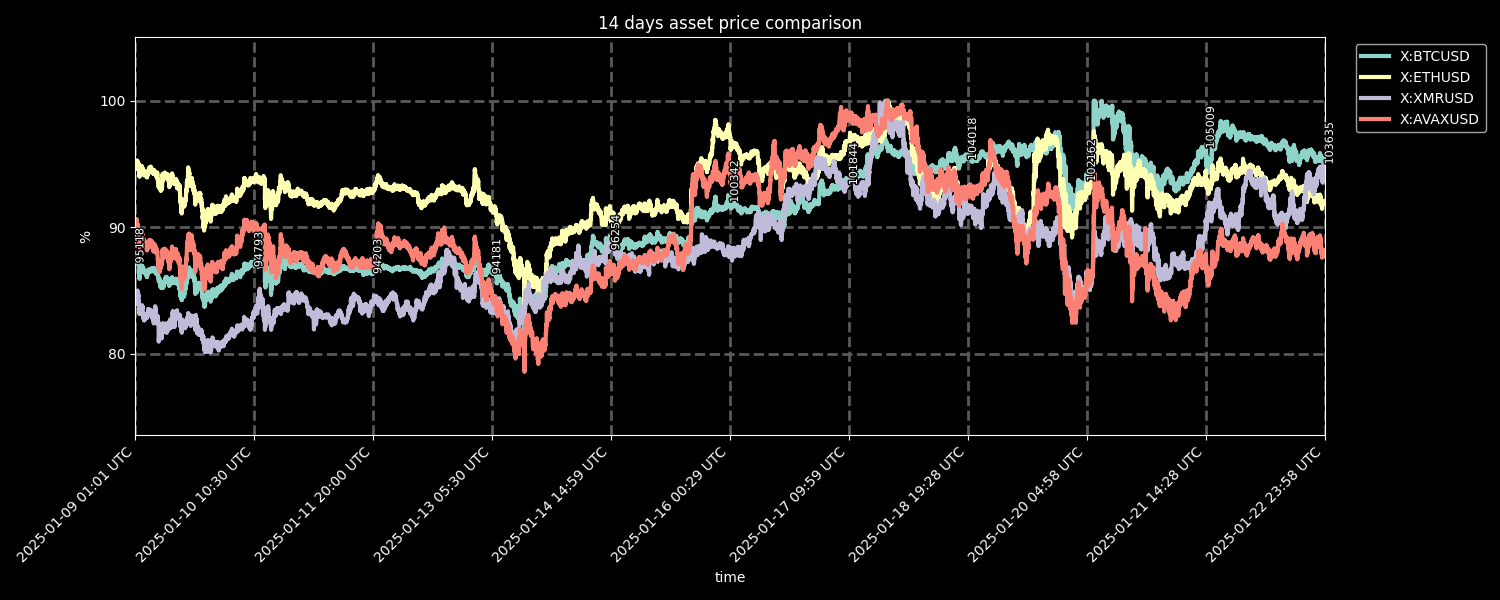 14 days asset price comparison
X:BTCUSD
X:ETHUSD
X:XMRUSD
X:AVAXUSD
100
90
80
%
95118
94793
94203
94181
96254
100342
101844
104018
102162
105009
103635
2025-01-09 01:01 UTC
2025-01-10 10:30 UTC
2025-01-11 20:00 UTC
2025-01-13 05:30 UTC
2025-01-14 14:59 UTC
2025-01-16 00:29 UTC
2025-01-17 09:59 UTC
2025-01-18 19:28 UTC
2025-01-20 04:58 UTC
2025-01-21 14:28 UTC
2025-01-22 23:58 UTC
time